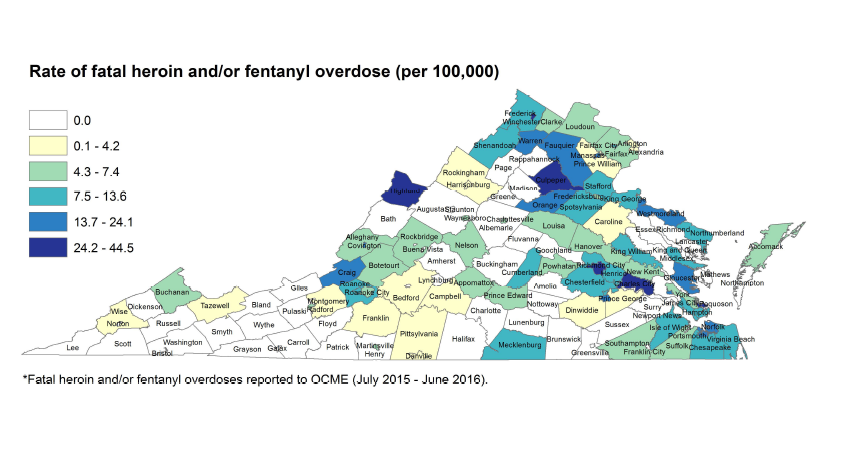 Rate of fatal heroin and/or fentanyl overdose (per 100,000)
0.0
0.1 - 4.2
4.3 - 7.4
7.5 - 13.6
13.7 - 24.1
24.2 - 44.5
Frederick
Winchester
Clarke
Loudoun
Shenandoah
Warren
Fauquier
Fairfax City
Arlington
Fairfax
Alexandria
Manassas
Prince William
Rappahannock
Page
Rockingham
Harrisonburg
Culpeper
Madison
Stafford
Greene
Orange
Fredericksburg
King George
Spotsylvania
Westmoreland
Highland
Bath
Augusta
Staunton
Waynesboro
Charlottesville
Albemarle
Louisa
Caroline
Essex
Richmond
Northumberland
Lancaster
Fluvanna
Goochland
Hanover
King William
King and Queen
Middlesex
Accomack
Alleghany
Covington
Rockbridge
Buena Vista
Nelson
Amherst
Buckingham
Cumberland
Powhatan
Richmond City
Henrico
New Kent
Gloucester
Mathews
Northampton
Botetourt
Craig
Roanoke
Roanoke City
Lynchburg
Appomattox
Amelia
Chesterfield
Charles City
Bedford
Campbell
Prince Edward
Nottoway
Prince George
York
James City
Poquoson
Hampton
Surry
Newport News
Buchanan
Dickenson
Wise
Norton
Tazewell
Bland
Giles
Pulaski
Montgomery
Radford
Franklin
Charlotte
Dinwiddie
Russell
Smyth
Wythe
Floyd
Pittsylvania
Halifax
Lunenburg
Sussex
Isle of Wight
Norfolk
Portsmouth
Virginia Beach
Chesapeake
Suffolk
Lee
Scott
Washington
Bristol
Grayson
Galax
Carroll
Patrick
Martinsville
Henry
Danville
Mecklenburg
Brunswick
Greensville
Southampton
Franklin City
*Fatal heroin and/or fentanyl overdoses reported to OCME (July 2015 - June 2016).